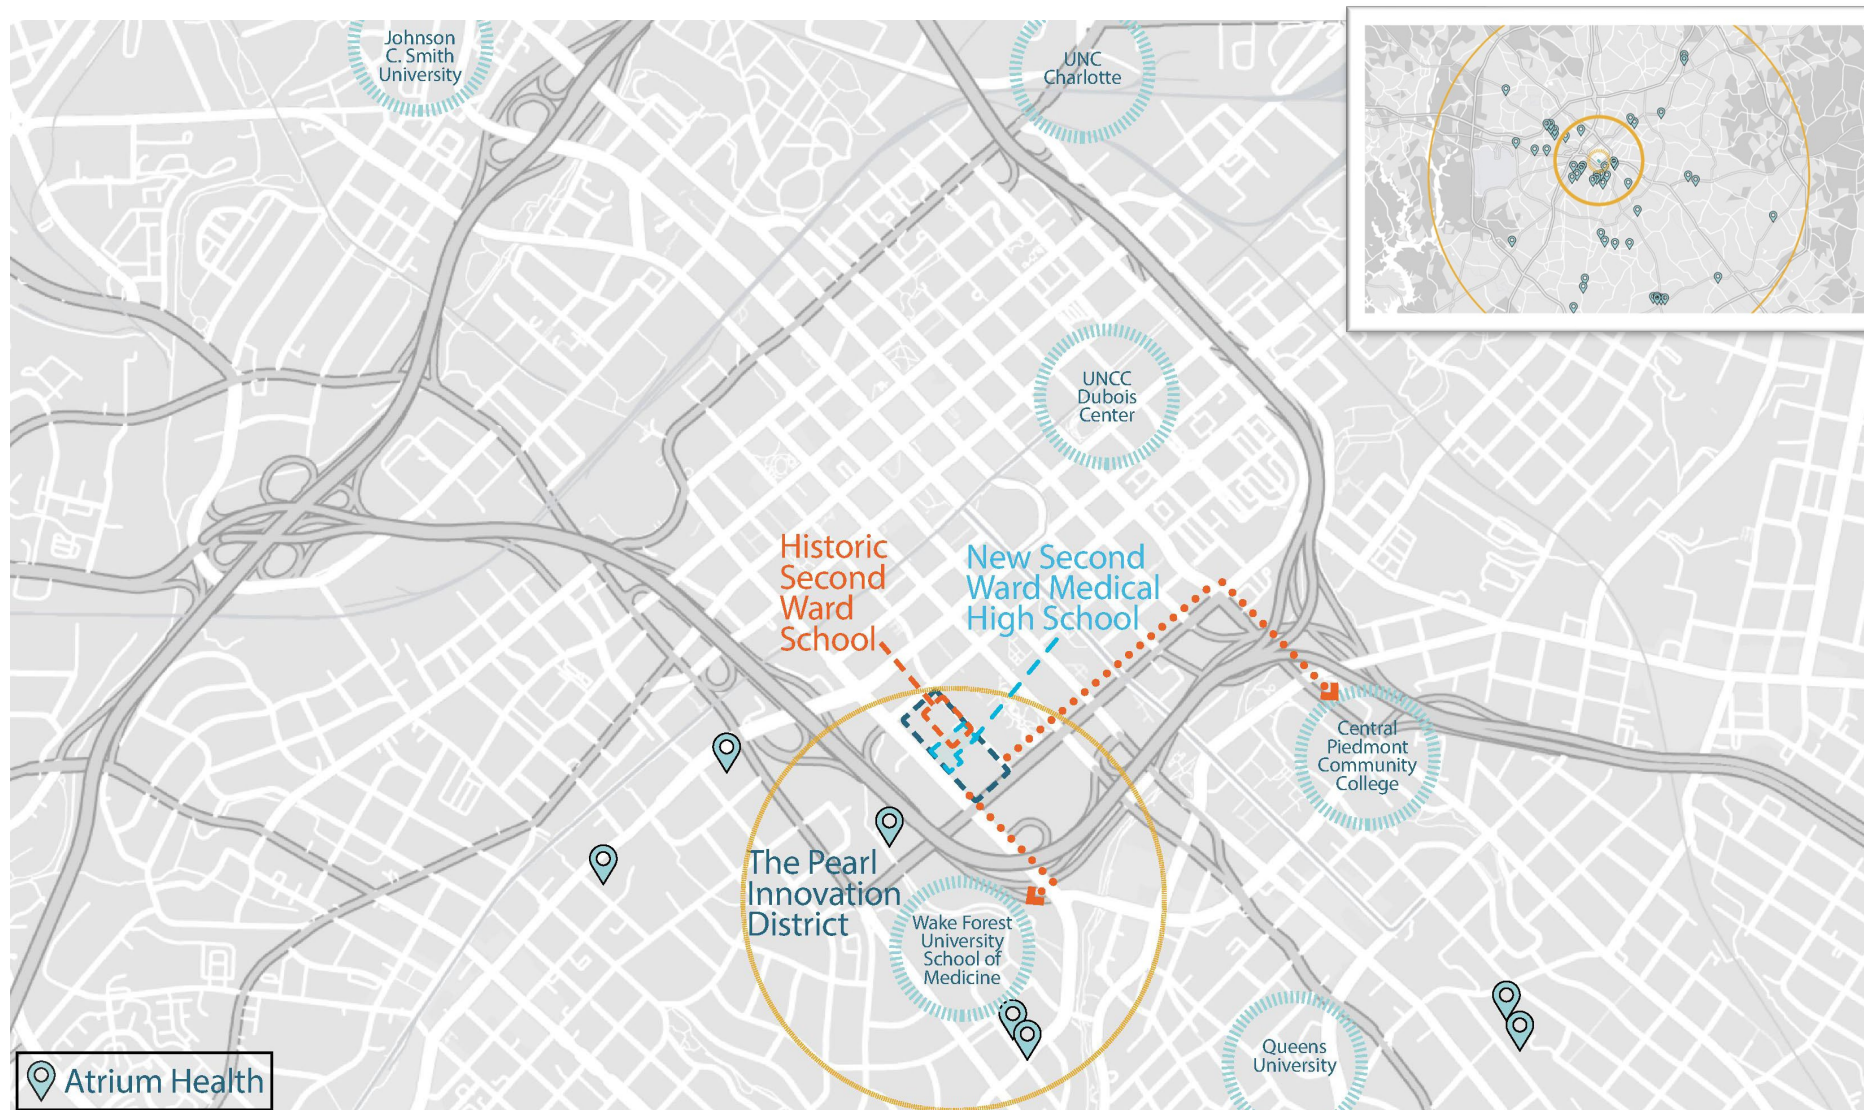 Johnson
C. Smith
University
UNC
Charlotte
UNCC
Dubois
Center
Historic
Second
Ward
School
New Second
Ward Medical
High School
Central
Piedmont
Community
College
The Pearl
Innovation
District
Wake Forest
University
School of
Medicine
Queens
University
Atrium Health